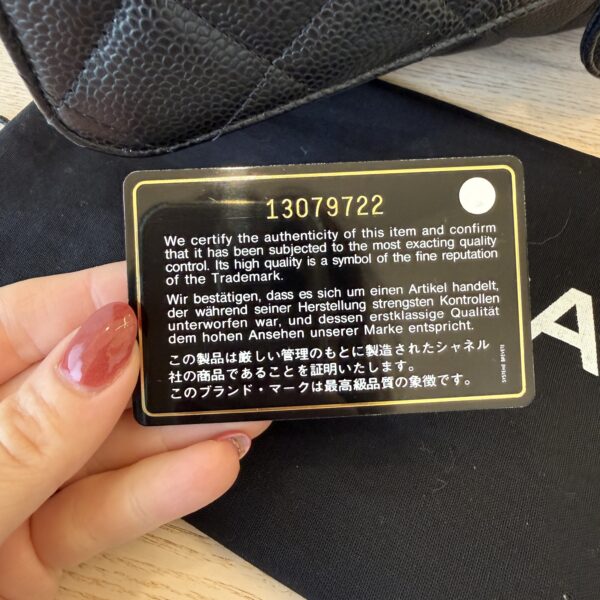 13079722
We certify the authenticity of this item and confirm
that it has been subjected to the most exacting quality
control. Its high quality is a symbol of the fine reputation
of the Trademark.
Wir bestätigen, dass es sich um einen Artikel handelt,
der während seiner Herstellung strengsten Kontrollen
unterworfen war, und dessen erstklassige Qualität
dem hohen Ansehen unserer Marke entspricht.
この製品は厳しい管理のもとに製造されたシャネル
社の商品であることを証明いたします。
このブランド・マークは最高級品質の象徴です。
A